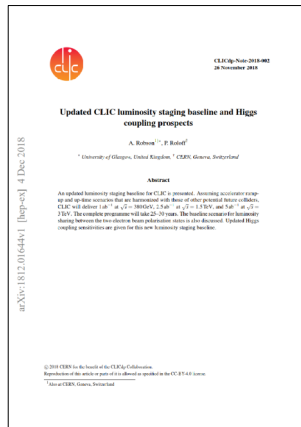 clic
CLICdp-Note-2018-002
26 November 2018
Updated CLIC luminosity staging baseline and Higgs
coupling prospects
A. Robson¹⁾*, P. Roloff†
* University of Glasgow, United Kingdom, † CERN, Geneva, Switzerland
Abstract
An updated luminosity staging baseline for CLIC is presented. Assuming accelerator ramp-
up and up-time scenarios that are harmonized with those of other potential future colliders,
CLIC will deliver 1 ab⁻¹ at √s = 380 GeV, 2.5 ab⁻¹ at √s = 1.5 TeV, and 5 ab⁻¹ at √s =
3 TeV. The complete programme will take 25–30 years. The baseline scenario for luminosity
sharing between the two electron beam polarisation states is also discussed. Updated Higgs
coupling sensitivities are given for this new luminosity staging baseline.
arXiv:1812.01644v1 [hep-ex] 4 Dec 2018
© 2018 CERN for the benefit of the CLICdp Collaboration.
Reproduction of this article or parts of it is allowed as specified in the CC-BY-4.0 license.
¹Also at CERN, Geneva, Switzerland